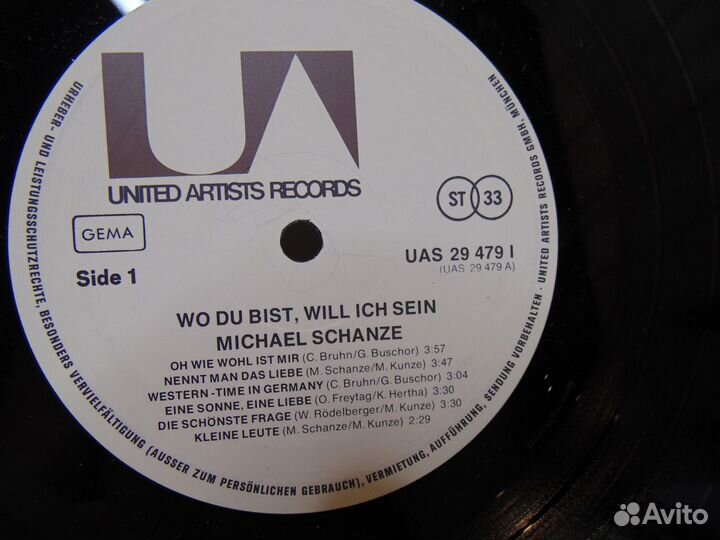 UA
UNITED ARTISTS RECORDS
GEMA
ST 33
Side 1
UAS 29 479 I
(UAS 29 479 A)
WO DU BIST, WILL ICH SEIN
MICHAEL SCHANZE
OH WIE WOHL IST MIR (C. Bruhn/G. Buschor) 3:57
NENNT MAN DAS LIEBE (M. Schanze/M. Kunze) 3:47
WESTERN-TIME IN GERMANY (C. Bruhn/G. Buschor) 3:04
EINE SONNE, EINE LIEBE (O. Freytag/K. Hertha) 3:30
DIE SCHONSTE FRAGE (W. Rödelberger/M. Kunze) 3:30
KLEINE LEUTE (M. Schanze/M. Kunze) 2:29
URHEBER- UND LEISTUNGSSCHUTZRECHTE, BESONDERS VERVIELFÄLTIGUNG (AUSSER ZUM PERSÖNLICHEN GEBRAUCH), VERMIETUNG, AUFFÜHRUNG, SENDUNG VORBEHALTEN · UNITED ARTISTS RECORDS GMBH, MÜNCHEN
Avito